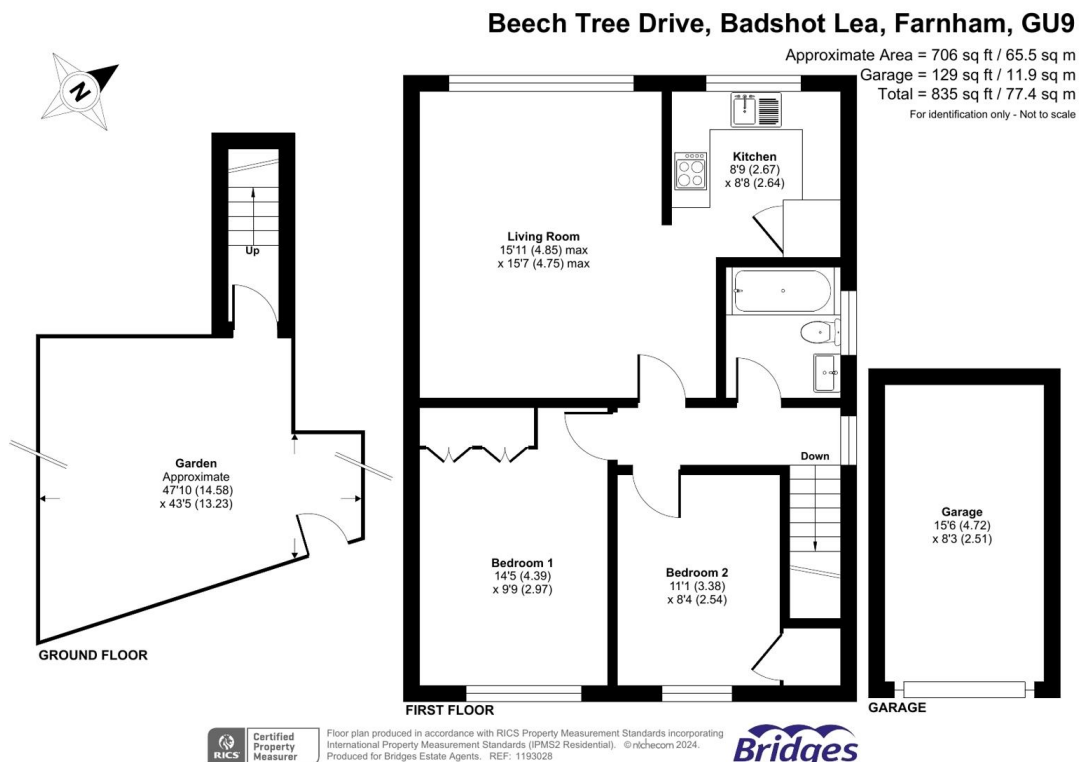 Beech Tree Drive, Badshot Lea, Farnham, GU9
Approximate Area = 706 sq ft / 65.5 sq m
Garage = 129 sq ft / 11.9 sq m
Total = 835 sq ft / 77.4 sq m
For identification only - Not to scale
N
Kitchen
8'9 (2.67)
x 8'8 (2.64)
Living Room
15'11 (4.85) max
x 15'7 (4.75) max
Up
Garden
Approximate
47'10 (14.58)
x 43'5 (13.23)
Down
Garage
15'6 (4.72)
x 8'3 (2.51)
Bedroom 1
14'5 (4.39)
x 9'9 (2.97)
Bedroom 2
11'1 (3.38)
x 8'4 (2.54)
GROUND FLOOR
FIRST FLOOR
GARAGE
RICS
Certified
Property
Measurer
Floor plan produced in accordance with RICS Property Measurement Standards incorporating
International Property Measurement Standards (IPMS2 Residential). © nichecom 2024.
Produced for Bridges Estate Agents. REF: 1193028
Bridges